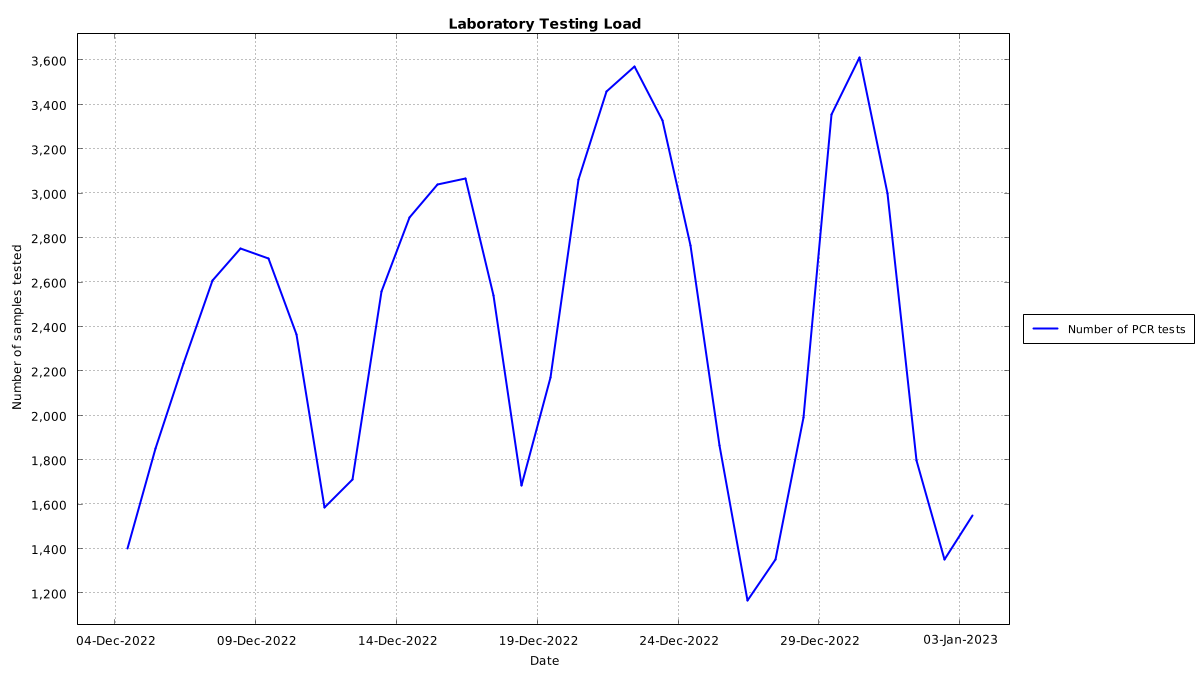 Laboratory Testing Load
3,600
3,400
3,200
3,000
2,800
2,600
2,400
2,200
2,000
1,800
1,600
1,400
1,200
Number of samples tested
04-Dec-2022 09-Dec-2022 14-Dec-2022 19-Dec-2022 24-Dec-2022 29-Dec-2022 03-Jan-2023
Date
Number of PCR tests